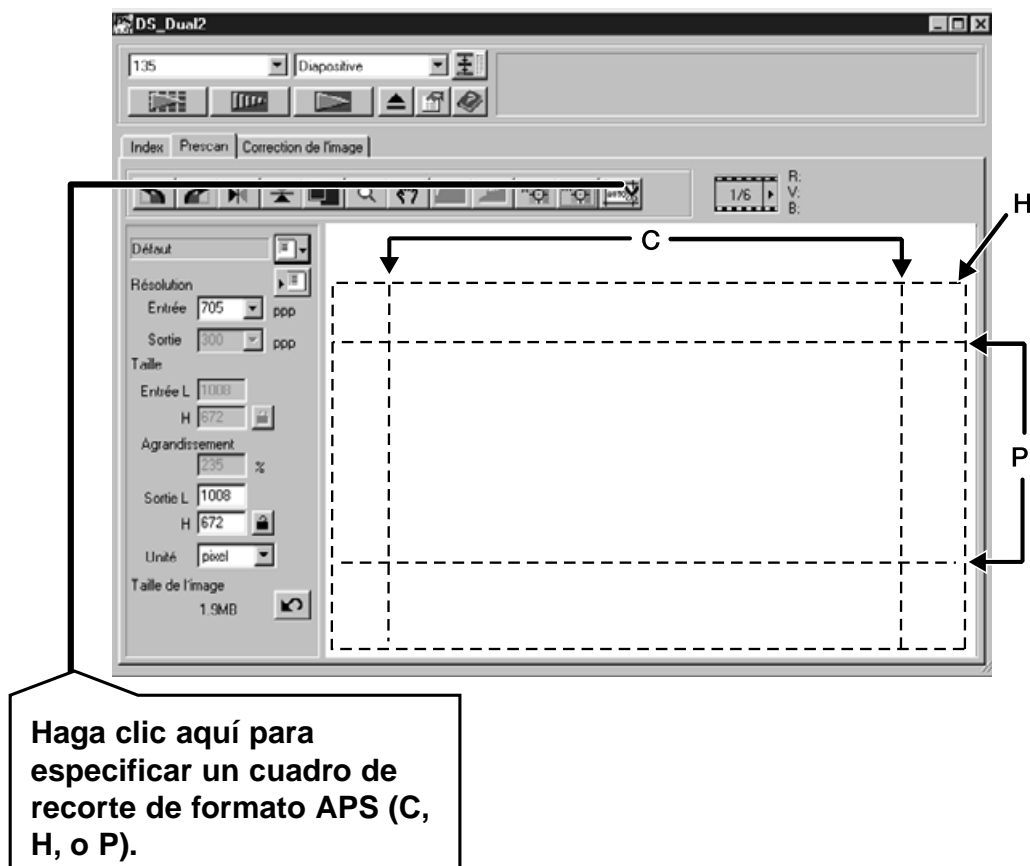 DS_Dual2
135 Diapositive
Index Prescan Correction de l'image
1/6
R:
V:
B:
H
C
P
Défaut
Résolution
Entrée 705 ppp
Sortie 300 ppp
Taille
Entrée L 1008
H 672
Agrandissement
235 %
Sortie L 1008
H 672
Unité pixel
Taille de l'image
1.9MB
Haga clic aquí para
especificar un cuadro de
recorte de formato APS (C,
H, o P).